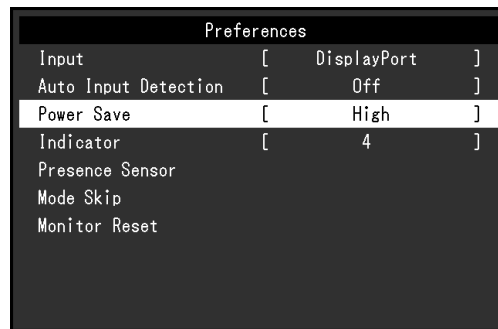 Preferences
Input [ DisplayPort ]
Auto Input Detection [ Off ]
Power Save [ High ]
Indicator [ 4 ]
Presence Sensor
Mode Skip
Monitor Reset